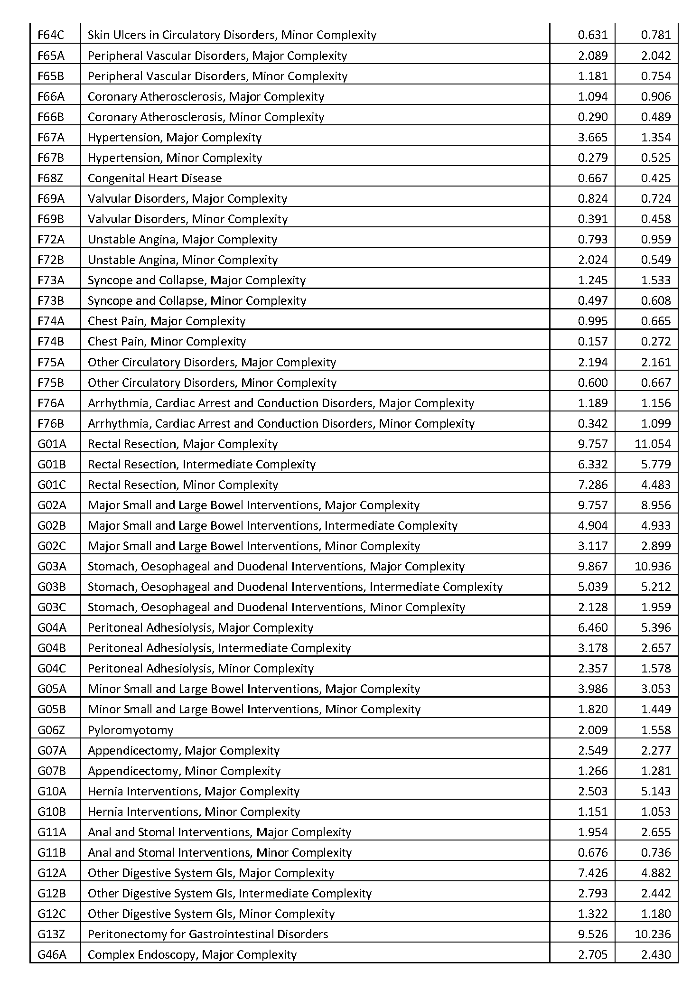 F64C Skin Ulcers in Circulatory Disorders, Minor Complexity 0.631 0.781
F65A Peripheral Vascular Disorders, Major Complexity 2.089 2.042
F65B Peripheral Vascular Disorders, Minor Complexity 1.181 0.754
F66A Coronary Atherosclerosis, Major Complexity 1.094 0.906
F66B Coronary Atherosclerosis, Minor Complexity 0.290 0.489
F67A Hypertension, Major Complexity 3.665 1.354
F67B Hypertension, Minor Complexity 0.279 0.525
F68Z Congenital Heart Disease 0.667 0.425
F69A Valvular Disorders, Major Complexity 0.824 0.724
F69B Valvular Disorders, Minor Complexity 0.391 0.458
F72A Unstable Angina, Major Complexity 0.793 0.959
F72B Unstable Angina, Minor Complexity 2.024 0.549
F73A Syncope and Collapse, Major Complexity 1.245 1.533
F73B Syncope and Collapse, Minor Complexity 0.497 0.608
F74A Chest Pain, Major Complexity 0.995 0.665
F74B Chest Pain, Minor Complexity 0.157 0.272
F75A Other Circulatory Disorders, Major Complexity 2.194 2.161
F75B Other Circulatory Disorders, Minor Complexity 0.600 0.667
F76A Arrhythmia, Cardiac Arrest and Conduction Disorders, Major Complexity 1.189 1.156
F76B Arrhythmia, Cardiac Arrest and Conduction Disorders, Minor Complexity 0.342 1.099
G01A Rectal Resection, Major Complexity 9.757 11.054
G01B Rectal Resection, Intermediate Complexity 6.332 5.779
G01C Rectal Resection, Minor Complexity 7.286 4.483
G02A Major Small and Large Bowel Interventions, Major Complexity 9.757 8.956
G02B Major Small and Large Bowel Interventions, Intermediate Complexity 4.904 4.933
G02C Major Small and Large Bowel Interventions, Minor Complexity 3.117 2.899
G03A Stomach, Oesophageal and Duodenal Interventions, Major Complexity 9.867 10.936
G03B Stomach, Oesophageal and Duodenal Interventions, Intermediate Complexity 5.039 5.212
G03C Stomach, Oesophageal and Duodenal Interventions, Minor Complexity 2.128 1.959
G04A Peritoneal Adhesiolysis, Major Complexity 6.460 5.396
G04B Peritoneal Adhesiolysis, Intermediate Complexity 3.178 2.657
G04C Peritoneal Adhesiolysis, Minor Complexity 2.357 1.578
G05A Minor Small and Large Bowel Interventions, Major Complexity 3.986 3.053
G05B Minor Small and Large Bowel Interventions, Minor Complexity 1.820 1.449
G06Z Pyloromyotomy 2.009 1.558
G07A Appendicectomy, Major Complexity 2.549 2.277
G07B Appendicectomy, Minor Complexity 1.266 1.281
G10A Hernia Interventions, Major Complexity 2.503 5.143
G10B Hernia Interventions, Minor Complexity 1.151 1.053
G11A Anal and Stomal Interventions, Major Complexity 1.954 2.655
G11B Anal and Stomal Interventions, Minor Complexity 0.676 0.736
G12A Other Digestive System GIs, Major Complexity 7.426 4.882
G12B Other Digestive System GIs, Intermediate Complexity 2.793 2.442
G12C Other Digestive System GIs, Minor Complexity 1.322 1.180
G13Z Peritonectomy for Gastrointestinal Disorders 9.526 10.236
G46A Complex Endoscopy, Major Complexity 2.705 2.430